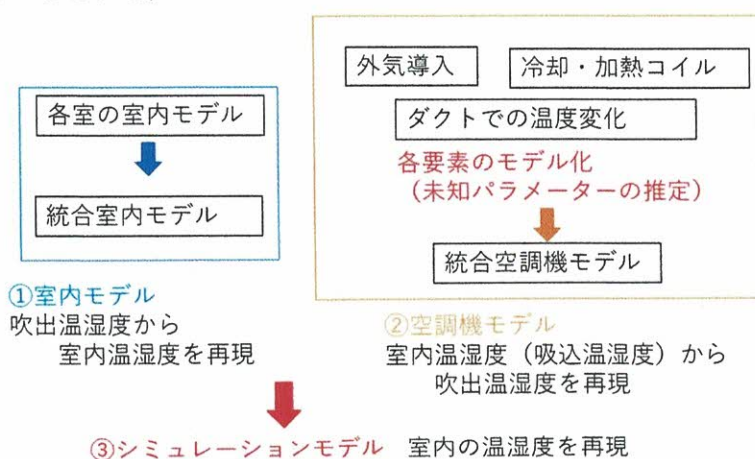 各室の室内モデル
統合室内モデル
①室内モデル
吹出温湿度から
室内温湿度を再現
外気導入
冷却・加熱コイル
ダクトでの温度変化
各要素のモデル化
（未知パラメーターの推定）
統合空調機モデル
②空調機モデル
室内温湿度（吸込温湿度）から
吹出温湿度を再現
③シミュレーションモデル 室内の温湿度を再現